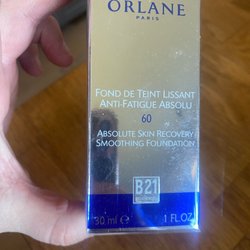 ORLANE
PARIS
FOND DE TEINT LISSANT
ANTI-FATIGUE ABSOLU
60
ABSOLUTE SKIN RECOVERY
SMOOTHING FOUNDATION
B21
30 ml ℮ 1 FL.OZ